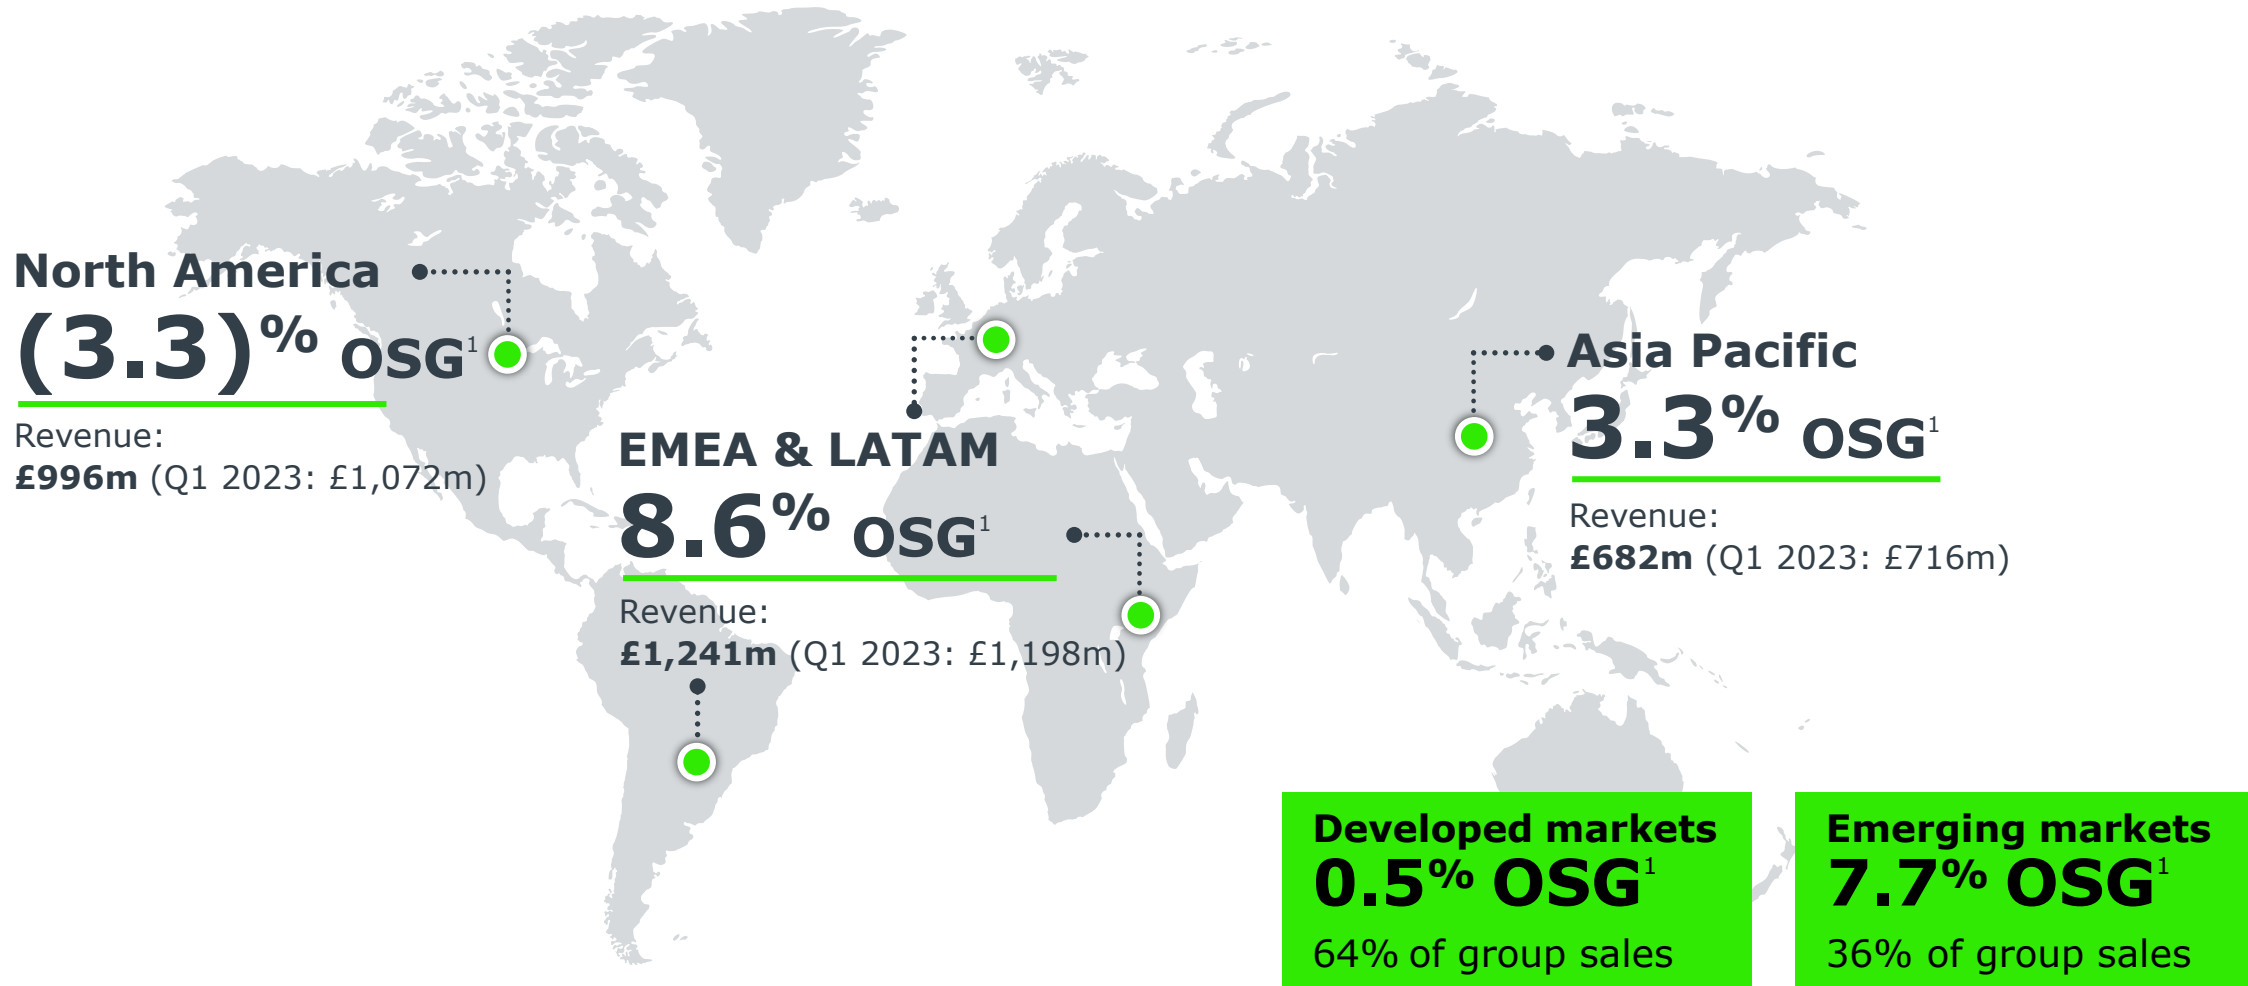 North America
(3.3)% OSG1
Revenue:
£996m (Q1 2023: £1,072m)
EMEA & LATAM
8.6% OSG1
Revenue:
£1,241m (Q1 2023: £1,198m)
Asia Pacific
3.3% OSG1
Revenue:
£682m (Q1 2023: £716m)
Developed markets
0.5% OSG1
64% of group sales
Emerging markets
7.7% OSG1
36% of group sales